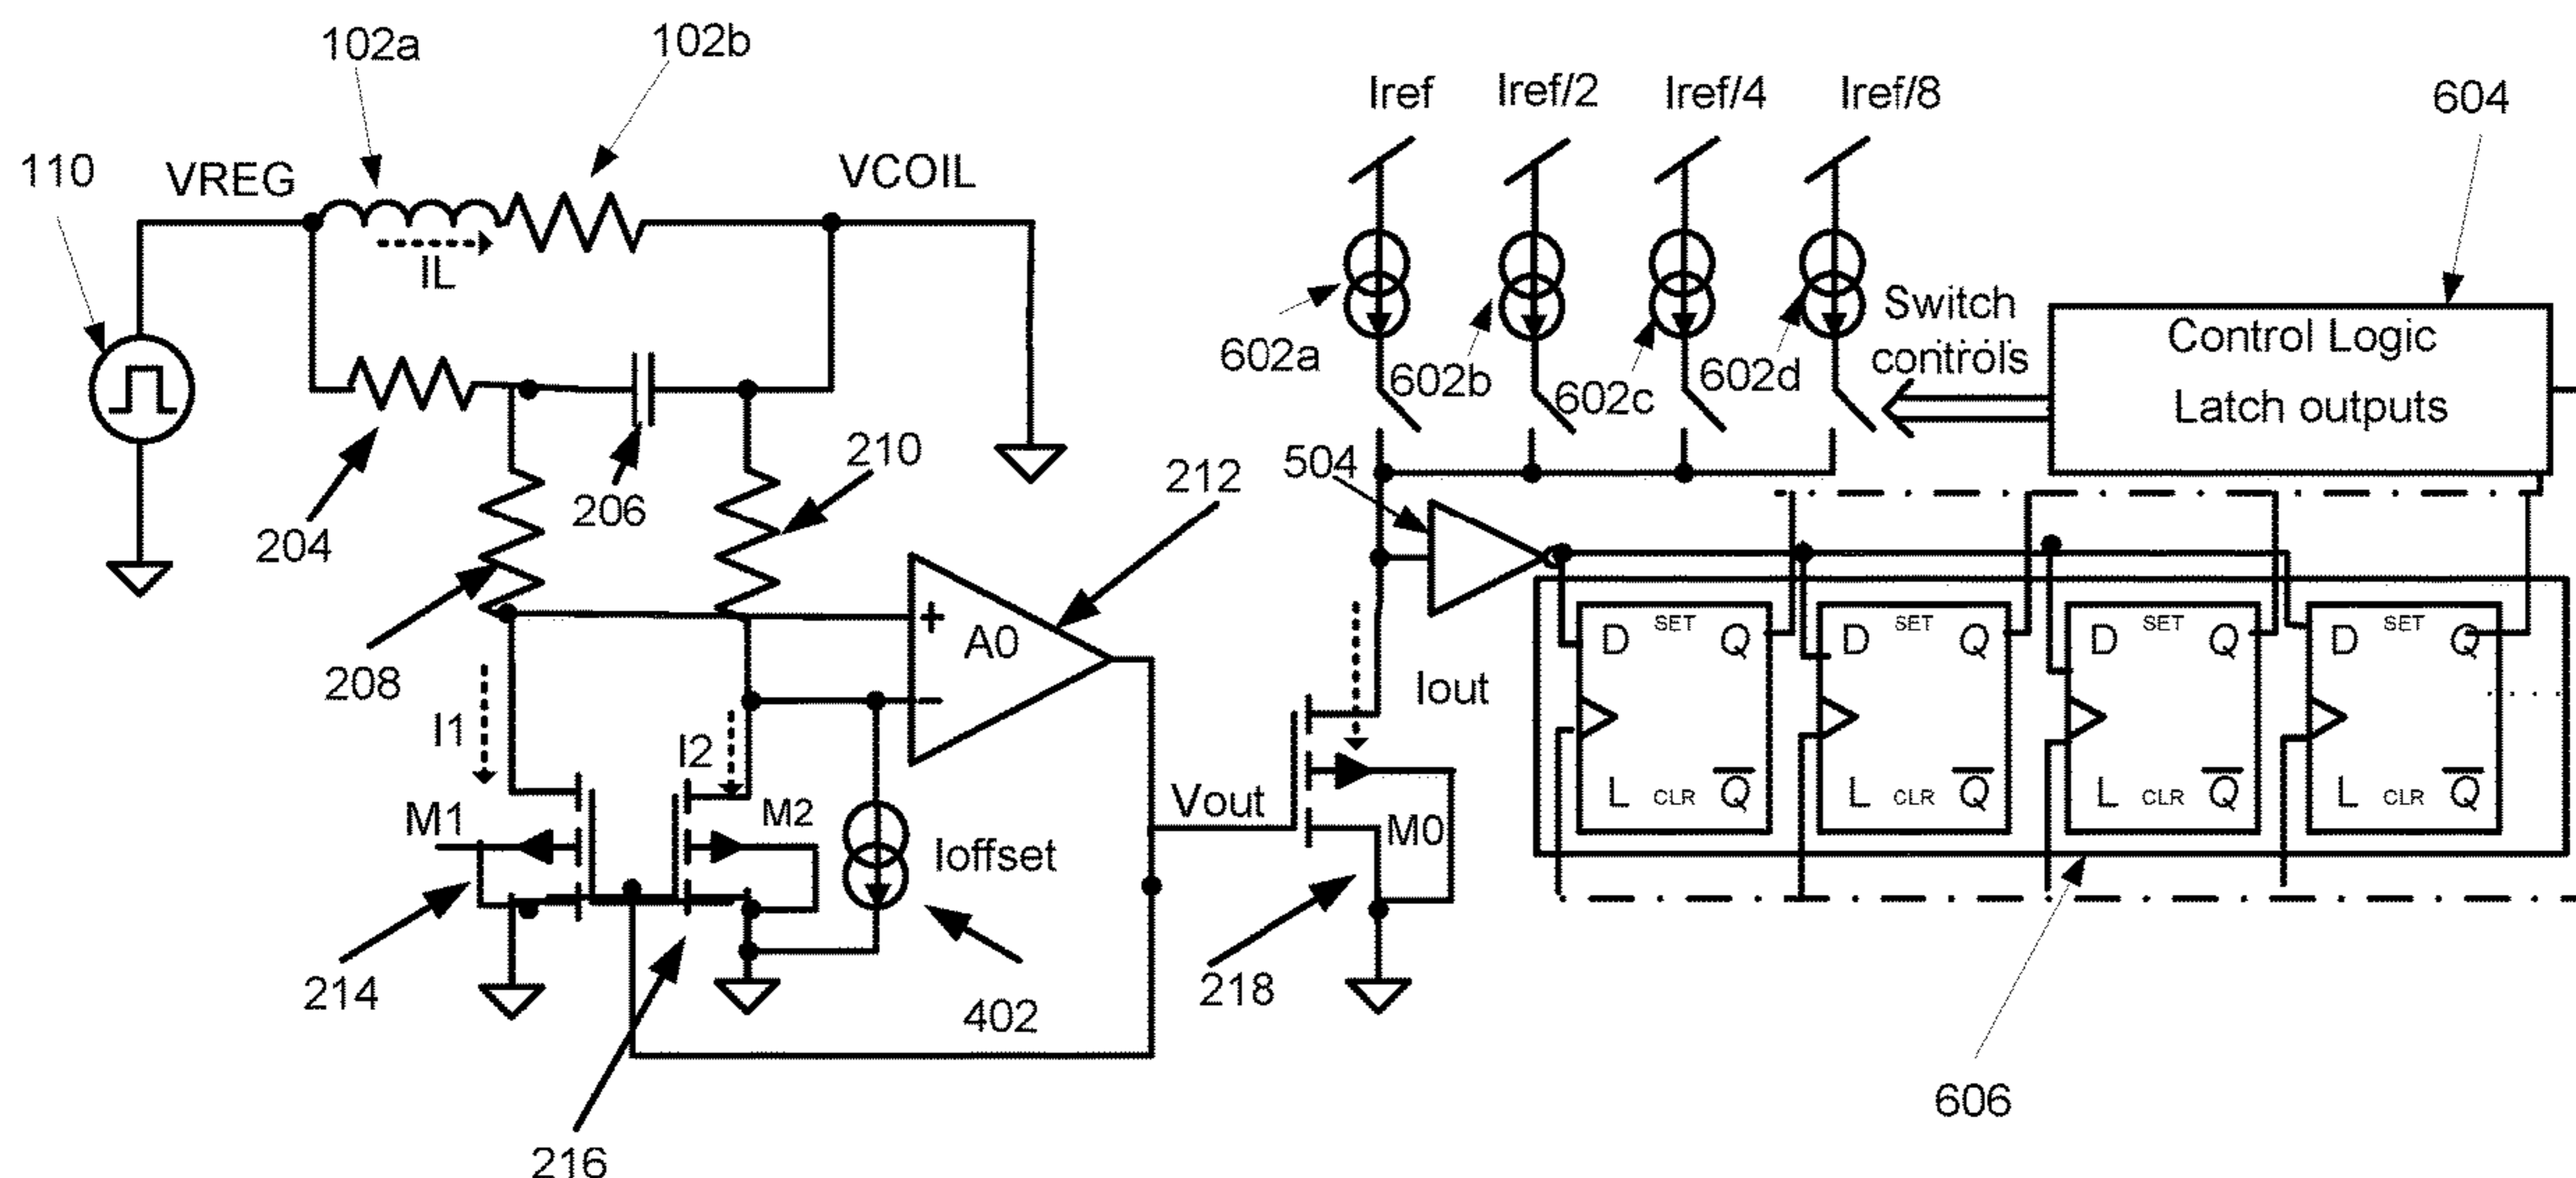 102a
102b
110
VREG
VCOIL
IL
204
206
210
208
212
A0
+
−
I1
I2
M1
M2
Ioffset
214
216
402
Vout
Iref
Iref/2
Iref/4
Iref/8
604
602a
602b
602c
602d
Switch
controls
Control Logic
Latch outputs
504
Iout
M0
218
D SET Q
L CLR Q̅
D SET Q
L CLR Q̅
D SET Q
L CLR Q̅
D SET Q
L CLR Q̅
606